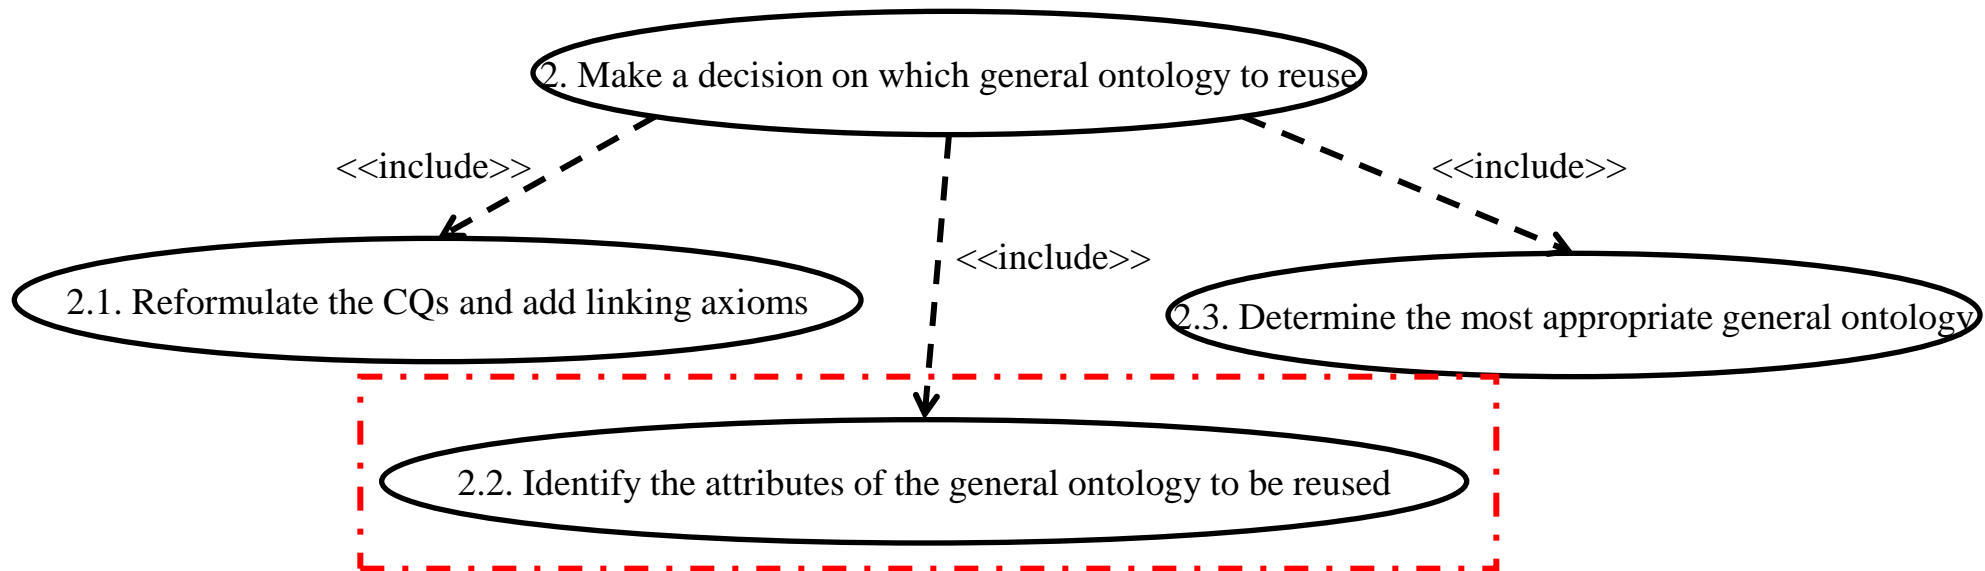 2. Make a decision on which general ontology to reuse
<<include>>
<<include>>
<<include>>
2.1. Reformulate the CQs and add linking axioms
2.3. Determine the most appropriate general ontology
2.2. Identify the attributes of the general ontology to be reused